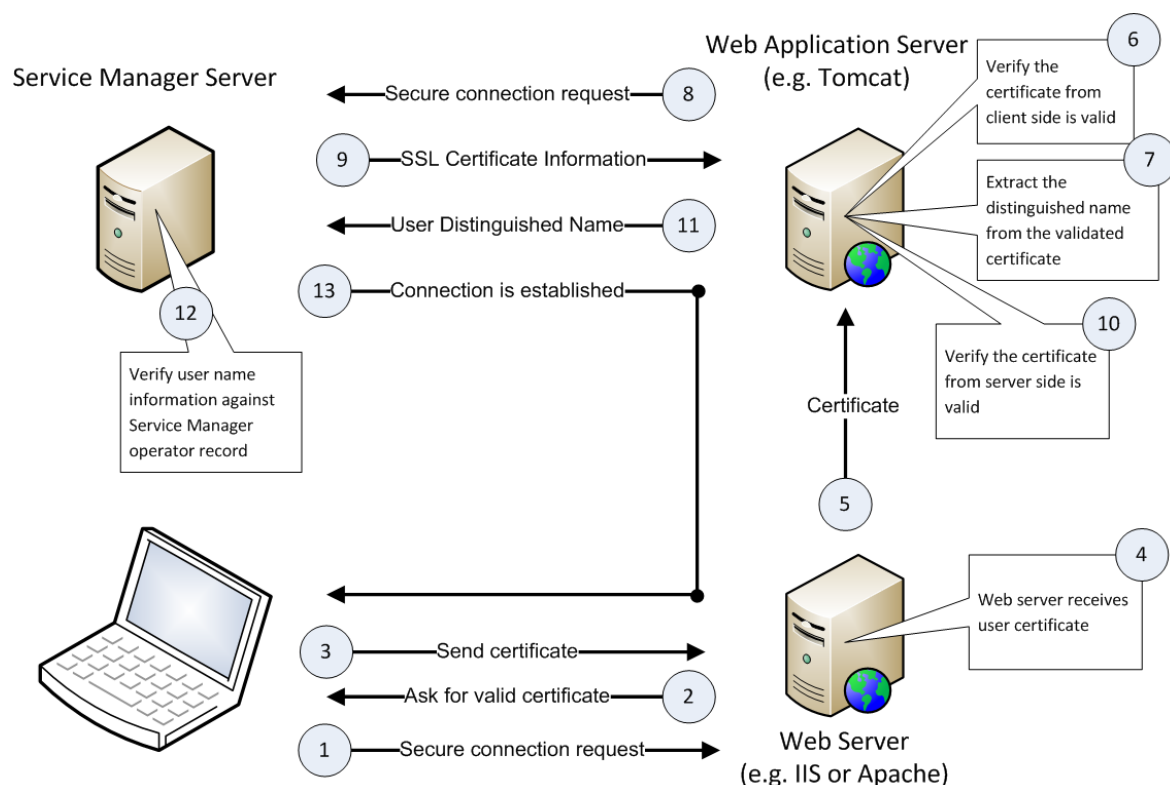 Service Manager Server
Web Application Server
(e.g. Tomcat)
6
Verify the
certificate from
client side is valid
Secure connection request
8
9
SSL Certificate Information
7
Extract the
distinguished name
from the validated
certificate
User Distinguished Name
11
13
Connection is established
12
Verify user name
information against
Service Manager
operator record
10
Verify the certificate
from server side is
valid
Certificate
5
4
Web server receives
user certificate
3
Send certificate
Ask for valid certificate
2
1
Secure connection request
Web Server
(e.g. IIS or Apache)